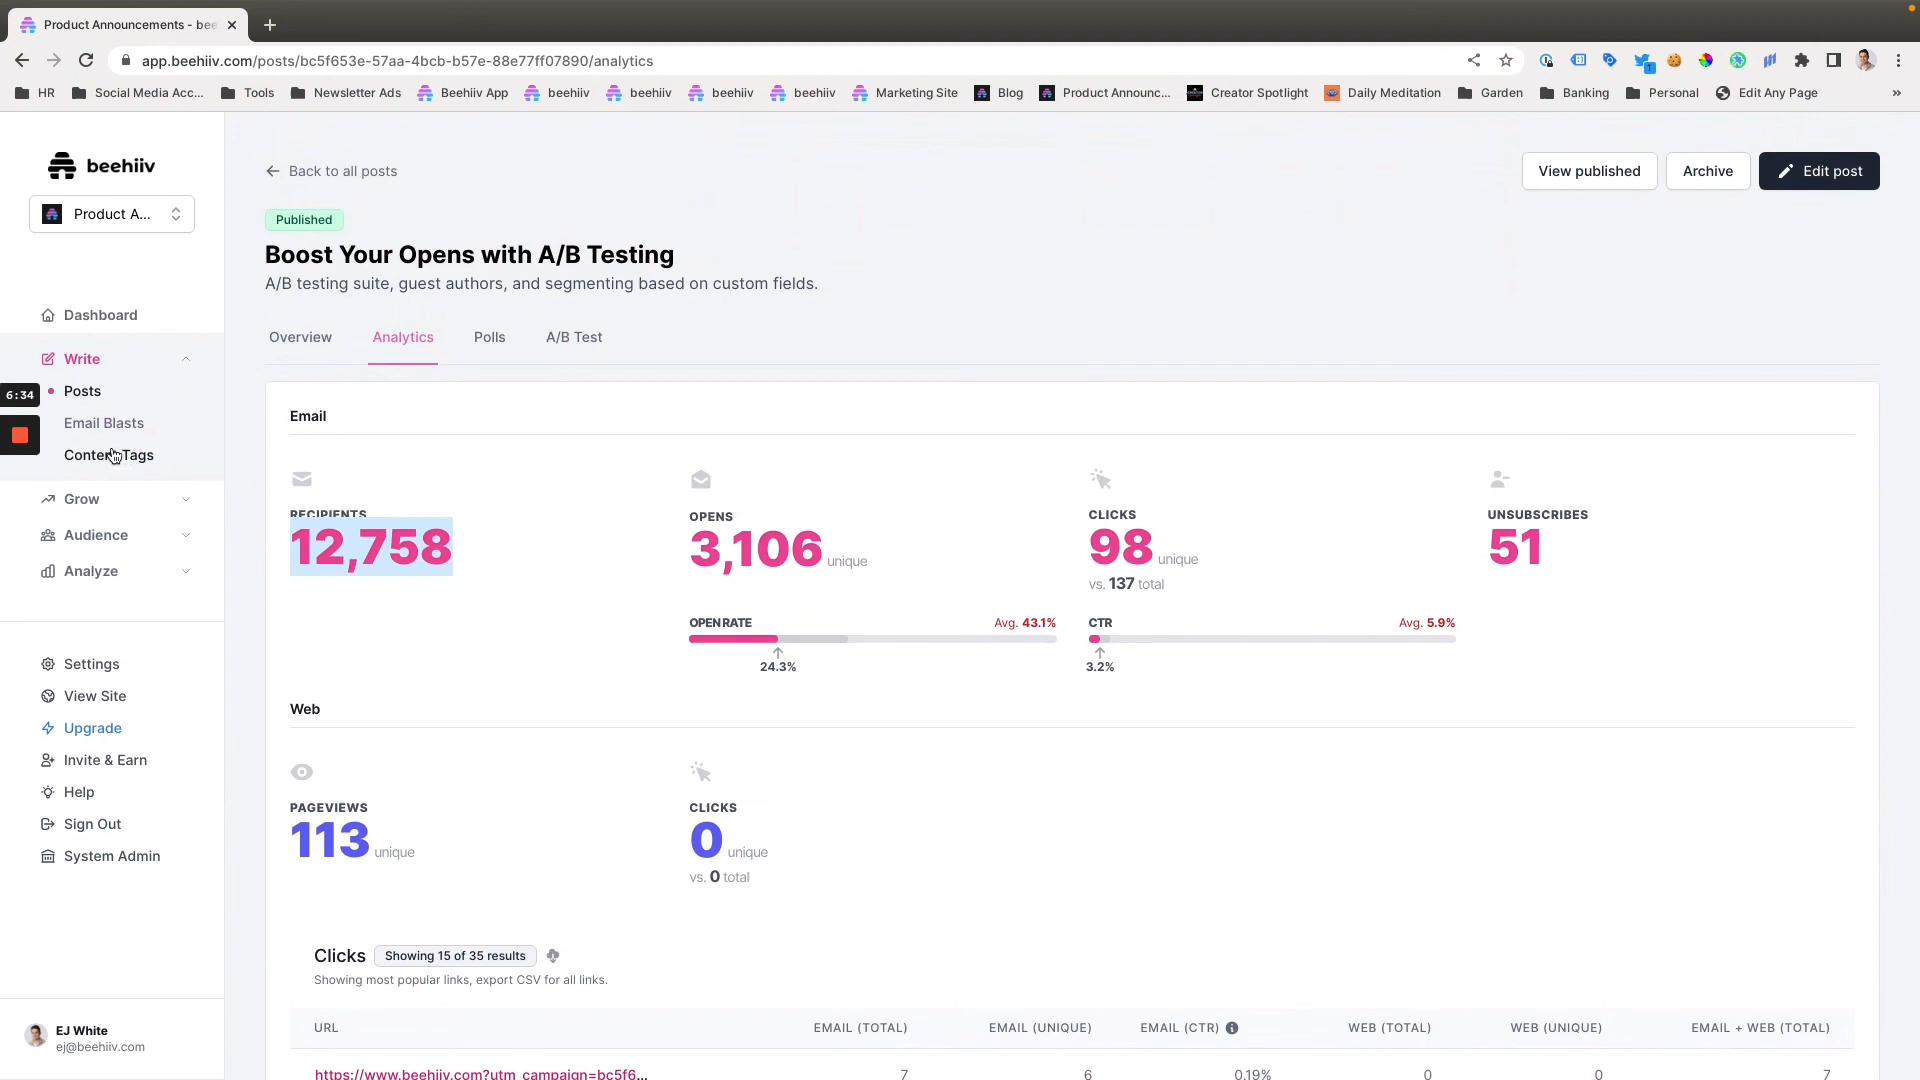 Product Announcements - bee
app.beehiiv.com/posts/bc5f653e-57aa-4bcb-b57e-88e77ff07890/analytics
1
HR
Social Media Acc...
Tools
Newsletter Ads
Beehiiv App
beehiiv
beehiiv
beehiiv
beehiiv
Marketing Site
Blog
Product Announc...
Creator Spotlight
Daily Meditation
Garden
Banking
Personal
Edit Any Page
»
beehiiv
Product A...
Dashboard
Write
Posts
6:34
Email Blasts
Content Tags
Grow
Audience
Analyze
Settings
View Site
Upgrade
Invite & Earn
Help
Sign Out
System Admin
EJ White
ej@beehiiv.com
Back to all posts
View published
Archive
Edit post
Published
Boost Your Opens with A/B Testing
A/B testing suite, guest authors, and segmenting based on custom fields.
Overview
Analytics
Polls
A/B Test
Email
RECIPIENTS
12,758
OPENS
3,106 unique
OPENRATE
Avg. 43.1%
24.3%
CLICKS
98 unique
vs. 137 total
CTR
Avg. 5.9%
3.2%
UNSUBSCRIBES
51
Web
PAGEVIEWS
113 unique
CLICKS
0 unique
vs. 0 total
Clicks Showing 15 of 35 results
Showing most popular links, export CSV for all links.
URL EMAIL (TOTAL) EMAIL (UNIQUE) EMAIL (CTR) WEB (TOTAL) WEB (UNIQUE) EMAIL + WEB (TOTAL)
https://www.beehiiv.com?utm_campaign=bc5f6... 7 6 0.19% 0 0 7